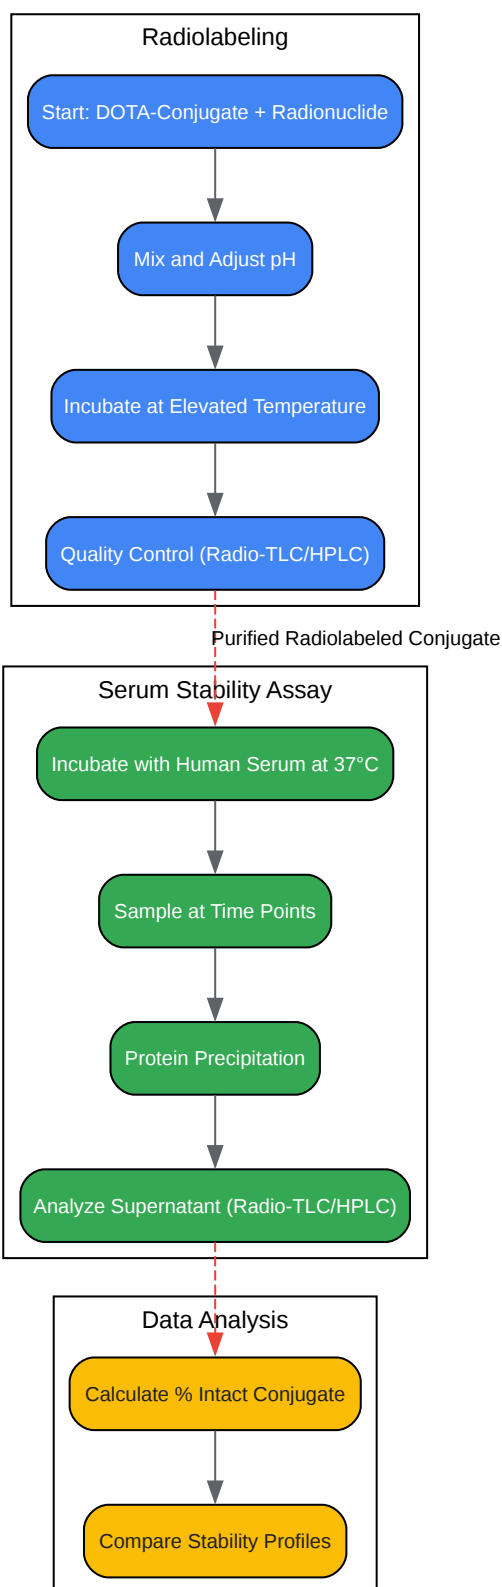 Radiolabeling
Start: DOTA-Conjugate + Radionuclide
Mix and Adjust pH
Incubate at Elevated Temperature
Quality Control (Radio-TLC/HPLC)
Purified Radiolabeled Conjugate
Serum Stability Assay
Incubate with Human Serum at 37°C
Sample at Time Points
Protein Precipitation
Analyze Supernatant (Radio-TLC/HPLC)
Data Analysis
Calculate % Intact Conjugate
Compare Stability Profiles